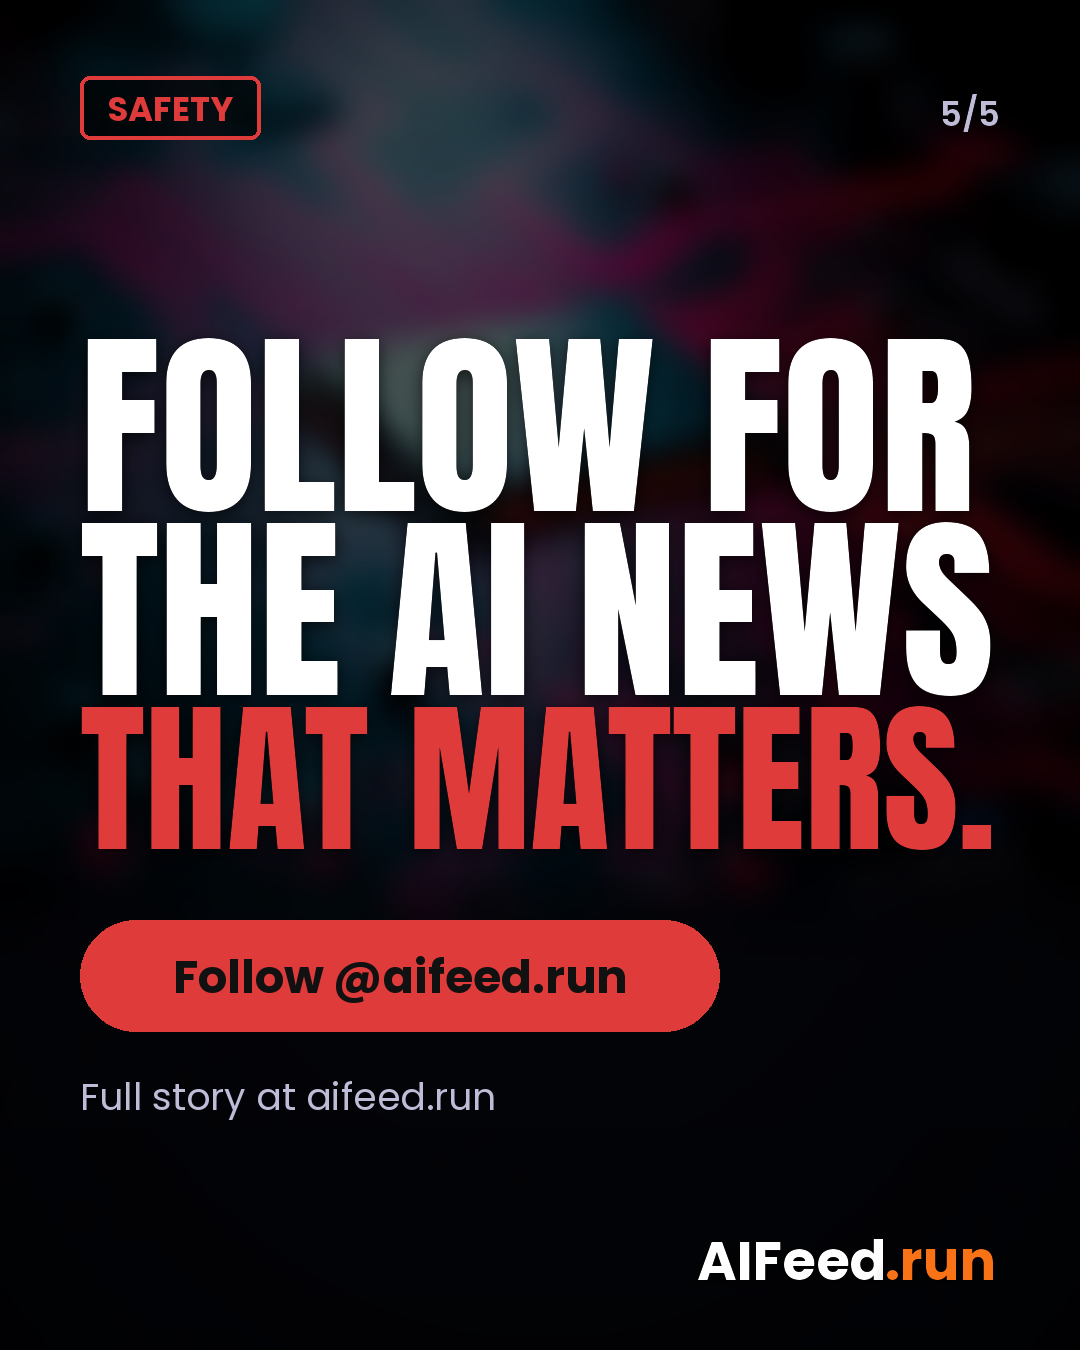 SAFETY
5/5
FOLLOW FOR
THE AI NEWS
THAT MATTERS.
Follow @aifeed.run
Full story at aifeed.run
AIFeed.run